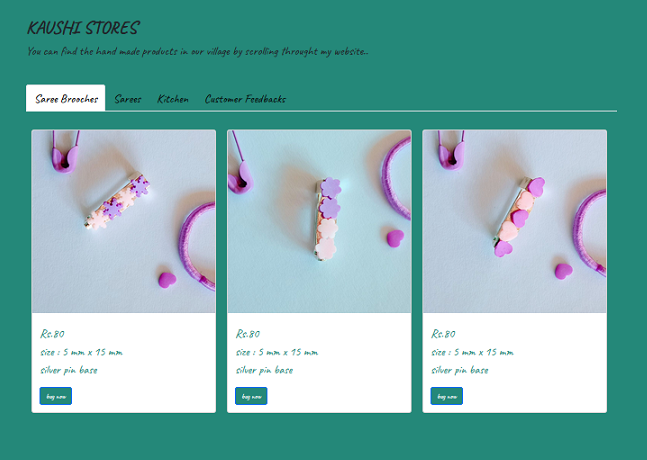 KAUSHI STORES
You can find the hand made products in our village by scrolling throught my website..
Saree Brooches Sarees Kitchen Customer Feedbacks
Rs.80 Rs.80 Rs.80
size : 5 mm x 15 mm size : 5 mm x 15 mm size : 5 mm x 15 mm
silver pin base silver pin base silver pin base
buy now buy now buy now